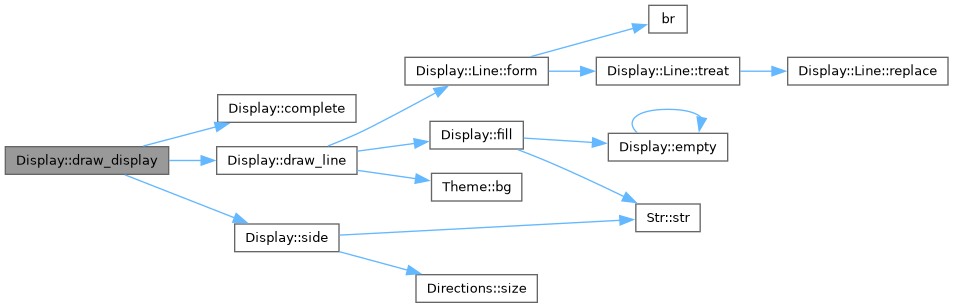 Display::draw_display
Display::complete
Display::draw_line
Display::side
Display::Line::form
Display::fill
Theme::bg
Directions::size
br
Display::Line::treat
Display::empty
Str::str
Display::Line::replace